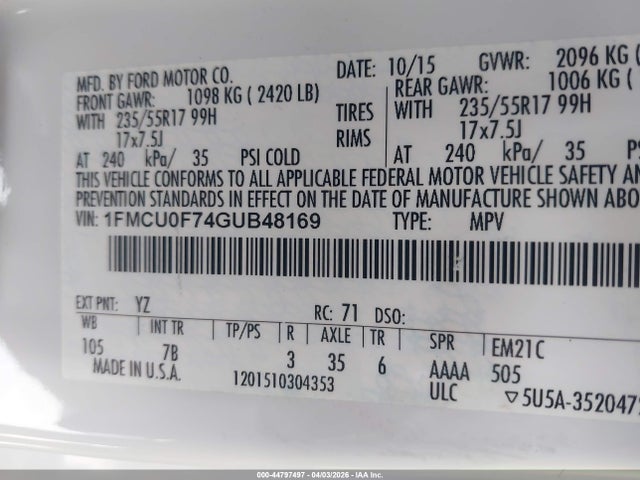 MFD. BY FORD MOTOR CO. DATE: 10/15 GVWR: 2096 KG (
FRONT GAWR: 1098 KG ( 2420 LB) REAR GAWR: 1006 KG (
WITH 235/55R17 99H TIRES WITH 235/55R17 99H
17x7.5J RIMS 17x7.5J
AT 240 kPa/ 35 PSI COLD AT 240 kPa/ 35 PSI
THIS VEHICLE CONFORMS TO ALL APPLICABLE FEDERAL MOTOR VEHICLE SAFETY AN
PREVENTION STANDARDS IN EFFECT ON THE DATE OF MANUFACTURE SHOWN ABO
VIN: 1FMCU0F74GUB48169 TYPE: MPV
EXT PNT: YZ RC: 71 DSO:
WB INT TR TP/PS R AXLE TR SPR EM21C
105 7B 3 35 6 AAAA 505
MADE IN U.S.A. 1201510304353 ULC ▽5U5A-3520472
000-44797497 - 04/03/2026 - IAA Inc.